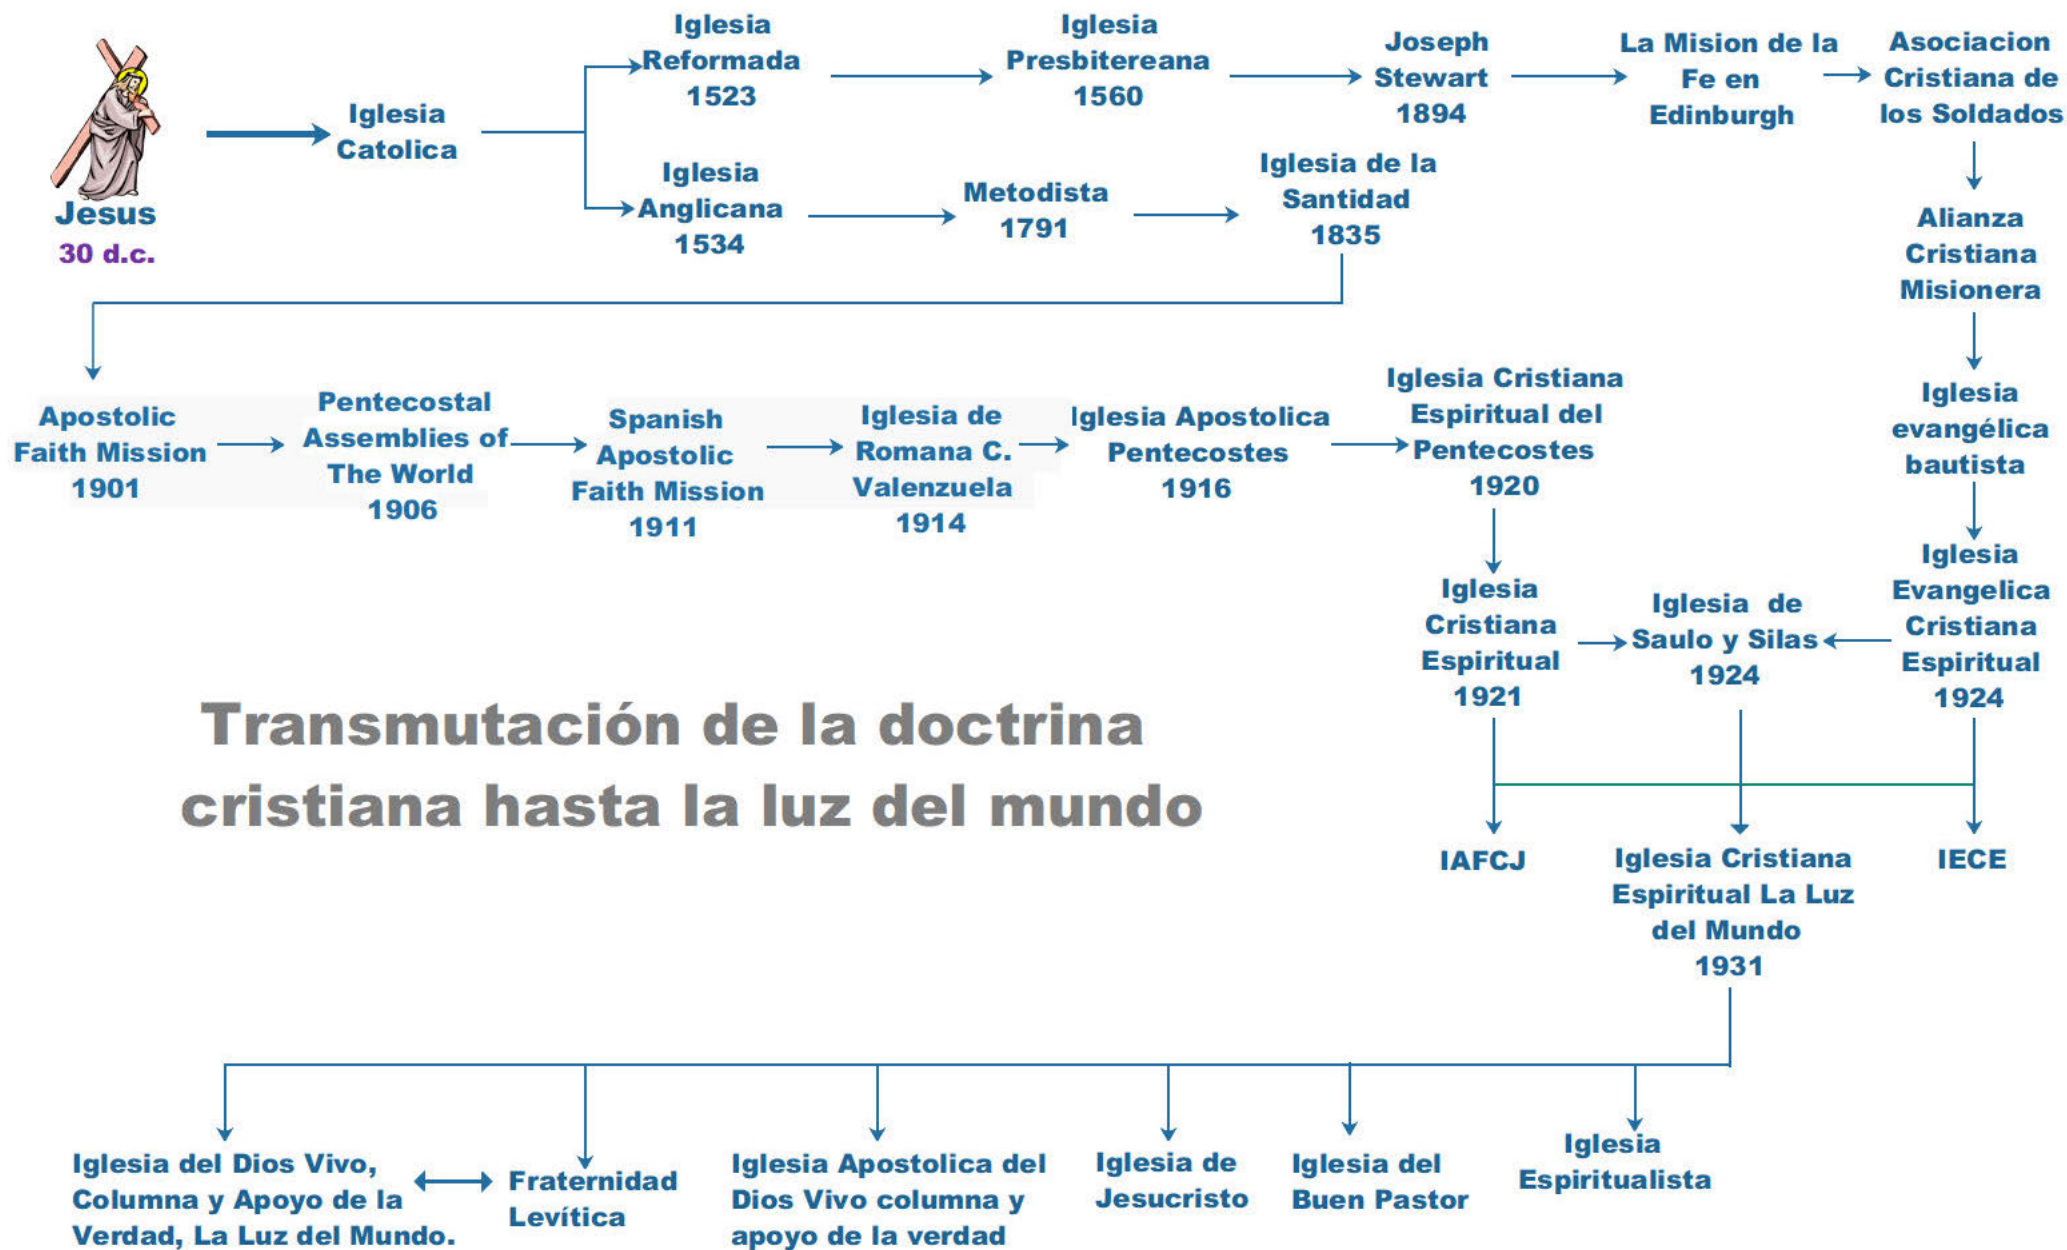 Jesus
30 d.c.
Iglesia
Catolica
Iglesia
Reformada
1523
Iglesia
Presbitereana
1560
Joseph
Stewart
1894
La Mision de la
Fe en
Edinburgh
Asociacion
Cristiana de
los Soldados
Iglesia
Anglicana
1534
Metodista
1791
Iglesia de la
Santidad
1835
Alianza
Cristiana
Misionera
Apostolic
Faith Mission
1901
Pentecostal
Assemblies of
The World
1906
Spanish
Apostolic
Faith Mission
1911
Iglesia de
Romana C.
Valenzuela
1914
Iglesia Apostolica
Pentecostes
1916
Iglesia Cristiana
Espiritual del
Pentecostes
1920
Iglesia
evangélica
bautista
Iglesia
Cristiana
Espiritual
1921
Iglesia de
Saulo y Silas
1924
Iglesia
Evangelica
Cristiana
Espiritual
1924
Transmutación de la doctrina
cristiana hasta la luz del mundo
IAFCJ
Iglesia Cristiana
Espiritual La Luz
del Mundo
1931
IECE
Iglesia del Dios Vivo,
Columna y Apoyo de la
Verdad, La Luz del Mundo.
Fraternidad
Levítica
Iglesia Apostolica del
Dios Vivo columna y
apoyo de la verdad
Iglesia de
Jesucristo
Iglesia del
Buen Pastor
Iglesia
Espiritualista